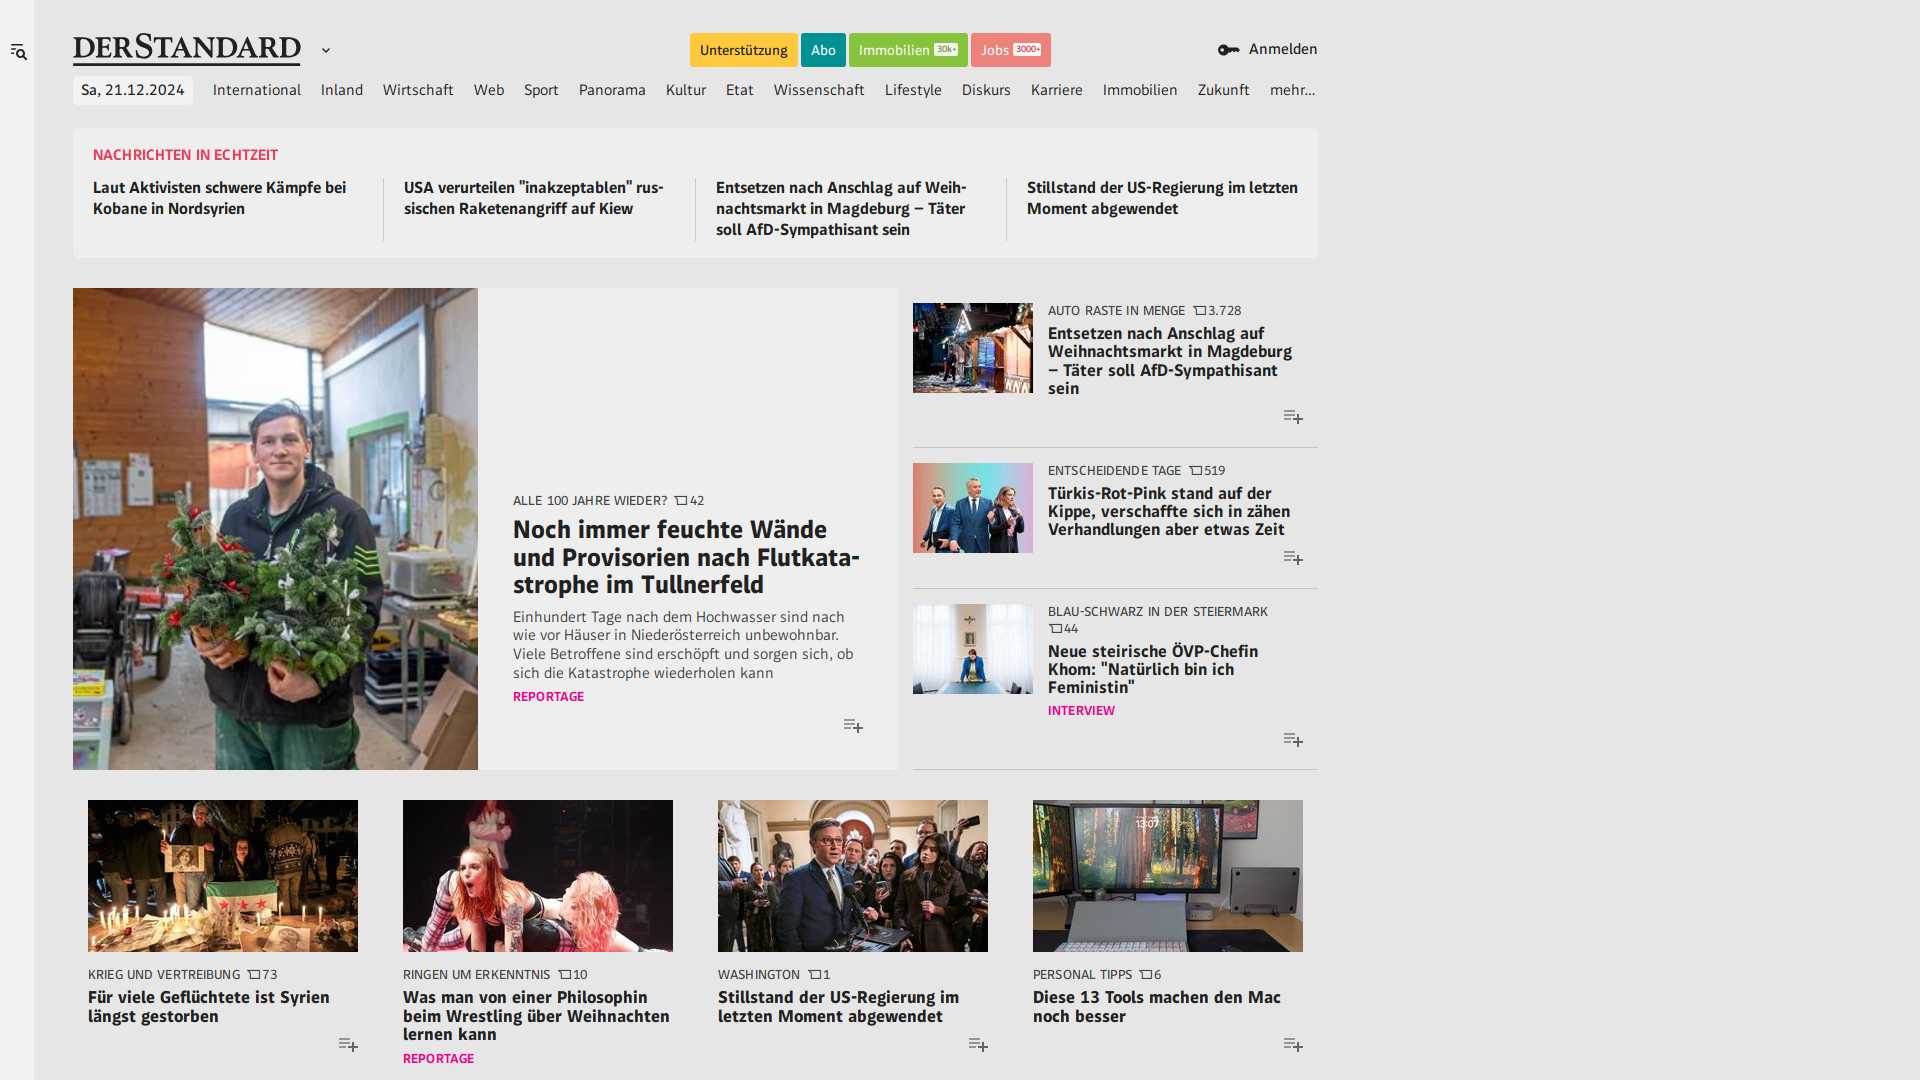 DERSTANDARD
Unterstützung
Abo
Immobilien 30k+
Jobs 3000+
Anmelden
Sa, 21.12.2024
International
Inland
Wirtschaft
Web
Sport
Panorama
Kultur
Etat
Wissenschaft
Lifestyle
Diskurs
Karriere
Immobilien
Zukunft
mehr...
NACHRICHTEN IN ECHTZEIT
Laut Aktivisten schwere Kämpfe bei
Kobane in Nordsyrien
USA verurteilen "inakzeptablen" rus-
sischen Raketenangriff auf Kiew
Entsetzen nach Anschlag auf Weih-
nachtsmarkt in Magdeburg – Täter
soll AfD-Sympathisant sein
Stillstand der US-Regierung im letzten
Moment abgewendet
ALLE 100 JAHRE WIEDER? 42
Noch immer feuchte Wände
und Provisorien nach Flutkata-
strophe im Tullnerfeld
Einhundert Tage nach dem Hochwasser sind nach
wie vor Häuser in Niederösterreich unbewohnbar.
Viele Betroffene sind erschöpft und sorgen sich, ob
sich die Katastrophe wiederholen kann
REPORTAGE
AUTO RASTE IN MENGE 3.728
Entsetzen nach Anschlag auf
Weihnachtsmarkt in Magdeburg
– Täter soll AfD-Sympathisant
sein
ENTSCHEIDENDE TAGE 519
Türkis-Rot-Pink stand auf der
Kippe, verschaffte sich in zähen
Verhandlungen aber etwas Zeit
BLAU-SCHWARZ IN DER STEIERMARK
44
Neue steirische ÖVP-Chefin
Khom: "Natürlich bin ich
Feministin"
INTERVIEW
KRIEG UND VERTREIBUNG 73
Für viele Geflüchtete ist Syrien
längst gestorben
RINGEN UM ERKENNTNIS 10
Was man von einer Philosophin
beim Wrestling über Weihnachten
lernen kann
REPORTAGE
WASHINGTON 1
Stillstand der US-Regierung im
letzten Moment abgewendet
13:07
PERSONAL TIPPS 6
Diese 13 Tools machen den Mac
noch besser